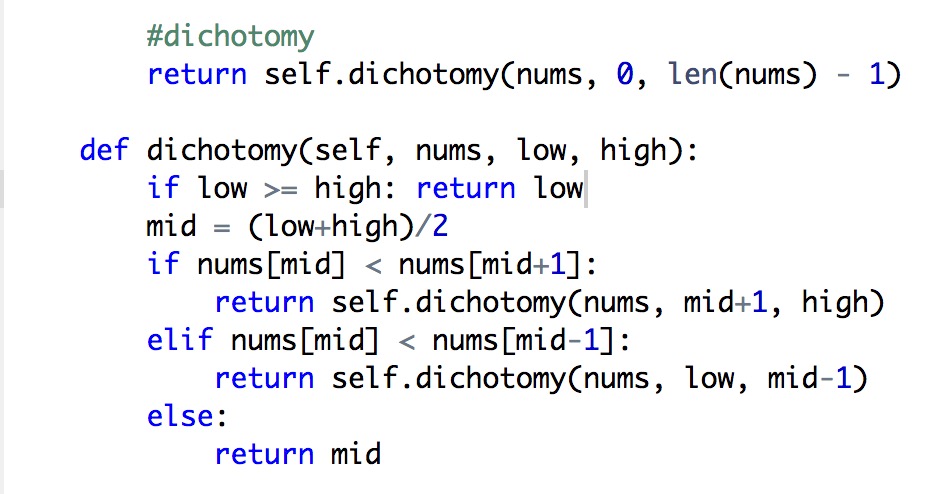 #dichotomy
return self.dichotomy(nums, 0, len(nums) - 1)
def dichotomy(self, nums, low, high):
if low >= high: return low
mid = (low+high)/2
if nums[mid] < nums[mid+1]:
return self.dichotomy(nums, mid+1, high)
elif nums[mid] < nums[mid-1]:
return self.dichotomy(nums, low, mid-1)
else:
return mid